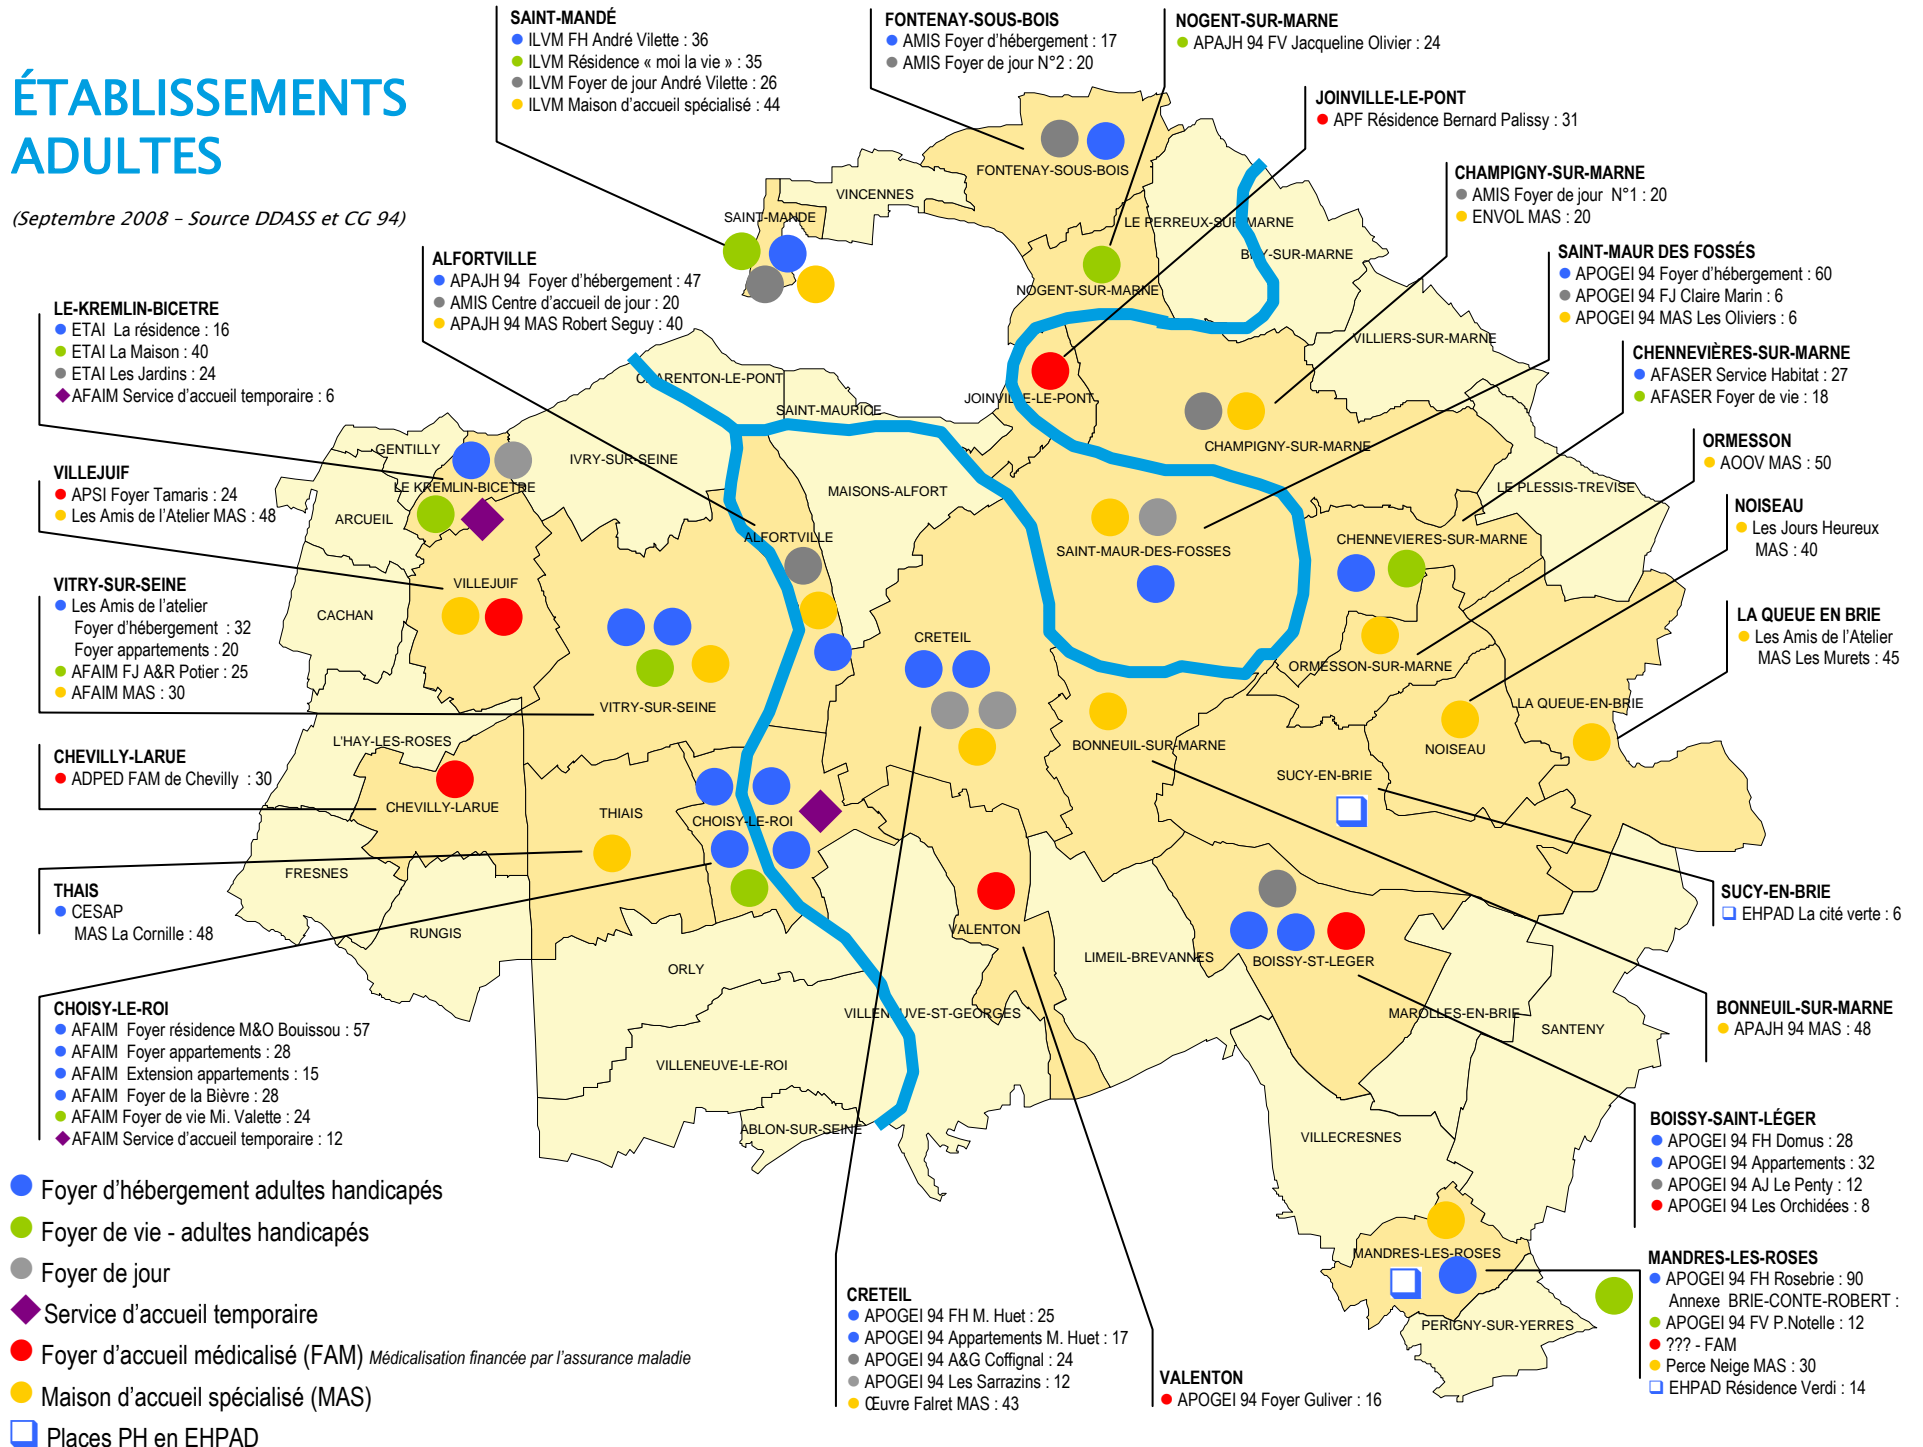 ÉTABLISSEMENTS
ADULTES
(Septembre 2008 – Source DDASS et CG 94)
SAINT-MANDÉ
ILVM FH André Vilette : 36
ILVM Résidence « moi la vie » : 35
ILVM Foyer de jour André Vilette : 26
ILVM Maison d'accueil spécialisé : 44
FONTENAY-SOUS-BOIS
AMIS Foyer d'hébergement : 17
AMIS Foyer de jour N°2 : 20
NOGENT-SUR-MARNE
APAJH 94 FV Jacqueline Olivier : 24
JOINVILLE-LE-PONT
APF Résidence Bernard Palissy : 31
CHAMPIGNY-SUR-MARNE
AMIS Foyer de jour N°1 : 20
ENVOL MAS : 20
SAINT-MAUR DES FOSSÉS
APOGEI 94 Foyer d'hébergement : 60
APOGEI 94 FJ Claire Marin : 6
APOGEI 94 MAS Les Oliviers : 6
CHENNEVIÈRES-SUR-MARNE
AFASER Service Habitat : 27
AFASER Foyer de vie : 18
ORMESSON
AOOV MAS : 50
NOISEAU
Les Jours Heureux
MAS : 40
LA QUEUE EN BRIE
Les Amis de l'Atelier
MAS Les Murets : 45
SUCY-EN-BRIE
EHPAD La cité verte : 6
BONNEUIL-SUR-MARNE
APAJH 94 MAS : 48
BOISSY-SAINT-LÉGER
APOGEI 94 FH Domus : 28
APOGEI 94 Appartements : 32
APOGEI 94 AJ Le Penty : 12
APOGEI 94 Les Orchidées : 8
MANDRES-LES-ROSES
APOGEI 94 FH Rosebrie : 90
Annexe BRIE-CONTE-ROBERT :
APOGEI 94 FV P.Notelle : 12
??? - FAM
Perce Neige MAS : 30
EHPAD Résidence Verdi : 14
VALENTON
APOGEI 94 Foyer Guliver : 16
CRETEIL
APOGEI 94 FH M. Huet : 25
APOGEI 94 Appartements M. Huet : 17
APOGEI 94 A&G Coffignal : 24
APOGEI 94 Les Sarrazins : 12
Œuvre Falret MAS : 43
ALFORTVILLE
APAJH 94 Foyer d'hébergement : 47
AMIS Centre d'accueil de jour : 20
APAJH 94 MAS Robert Seguy : 40
LE-KREMLIN-BICETRE
ETAI La résidence : 16
ETAI La Maison : 40
ETAI Les Jardins : 24
AFAIM Service d'accueil temporaire : 6
VILLEJUIF
APSI Foyer Tamaris : 24
Les Amis de l'Atelier MAS : 48
VITRY-SUR-SEINE
Les Amis de l'atelier
Foyer d'hébergement : 32
Foyer appartements : 20
AFAIM FJ A&R Potier : 25
AFAIM MAS : 30
CHEVILLY-LARUE
ADPED FAM de Chevilly : 30
THAIS
CESAP
MAS La Cornille : 48
CHOISY-LE-ROI
AFAIM Foyer résidence M&O Bouissou : 57
AFAIM Foyer appartements : 28
AFAIM Extension appartements : 15
AFAIM Foyer de la Bièvre : 28
AFAIM Foyer de vie Mi. Valette : 24
AFAIM Service d'accueil temporaire : 12
Foyer d'hébergement adultes handicapés
Foyer de vie - adultes handicapés
Foyer de jour
Service d'accueil temporaire
Foyer d'accueil médicalisé (FAM) Médicalisation financée par l'assurance maladie
Maison d'accueil spécialisé (MAS)
Places PH en EHPAD
FONTENAY-SOUS-BOIS
VINCENNES
SAINT-MANDE
LE PERREUX-SUR-MARNE
BRY-SUR-MARNE
NOGENT-SUR-MARNE
VILLIERS-SUR-MARNE
CHARENTON-LE-PONT
SAINT-MAURICE
JOINVILLE-LE-PONT
CHAMPIGNY-SUR-MARNE
GENTILLY
IVRY-SUR-SEINE
LE KREMLIN-BICETRE
MAISONS-ALFORT
LE PLESSIS-TREVISE
ARCUEIL
ALFORTVILLE
SAINT-MAUR-DES-FOSSES
CHENNEVIERES-SUR-MARNE
VILLEJUIF
CACHAN
CRETEIL
ORMESSON-SUR-MARNE
VITRY-SUR-SEINE
LA QUEUE-EN-BRIE
L'HAY-LES-ROSES
BONNEUIL-SUR-MARNE
NOISEAU
SUCY-EN-BRIE
CHEVILLY-LARUE
THIAIS
CHOISY-LE-ROI
FRESNES
RUNGIS
VALENTON
ORLY
LIMEIL-BREVANNES
BOISSY-ST-LEGER
VILLENEUVE-ST-GEORGES
MAROLLES-EN-BRIE
SANTENY
VILLENEUVE-LE-ROI
ABLON-SUR-SEINE
VILLECRESNES
MANDRES-LES-ROSES
PERIGNY-SUR-YERRES